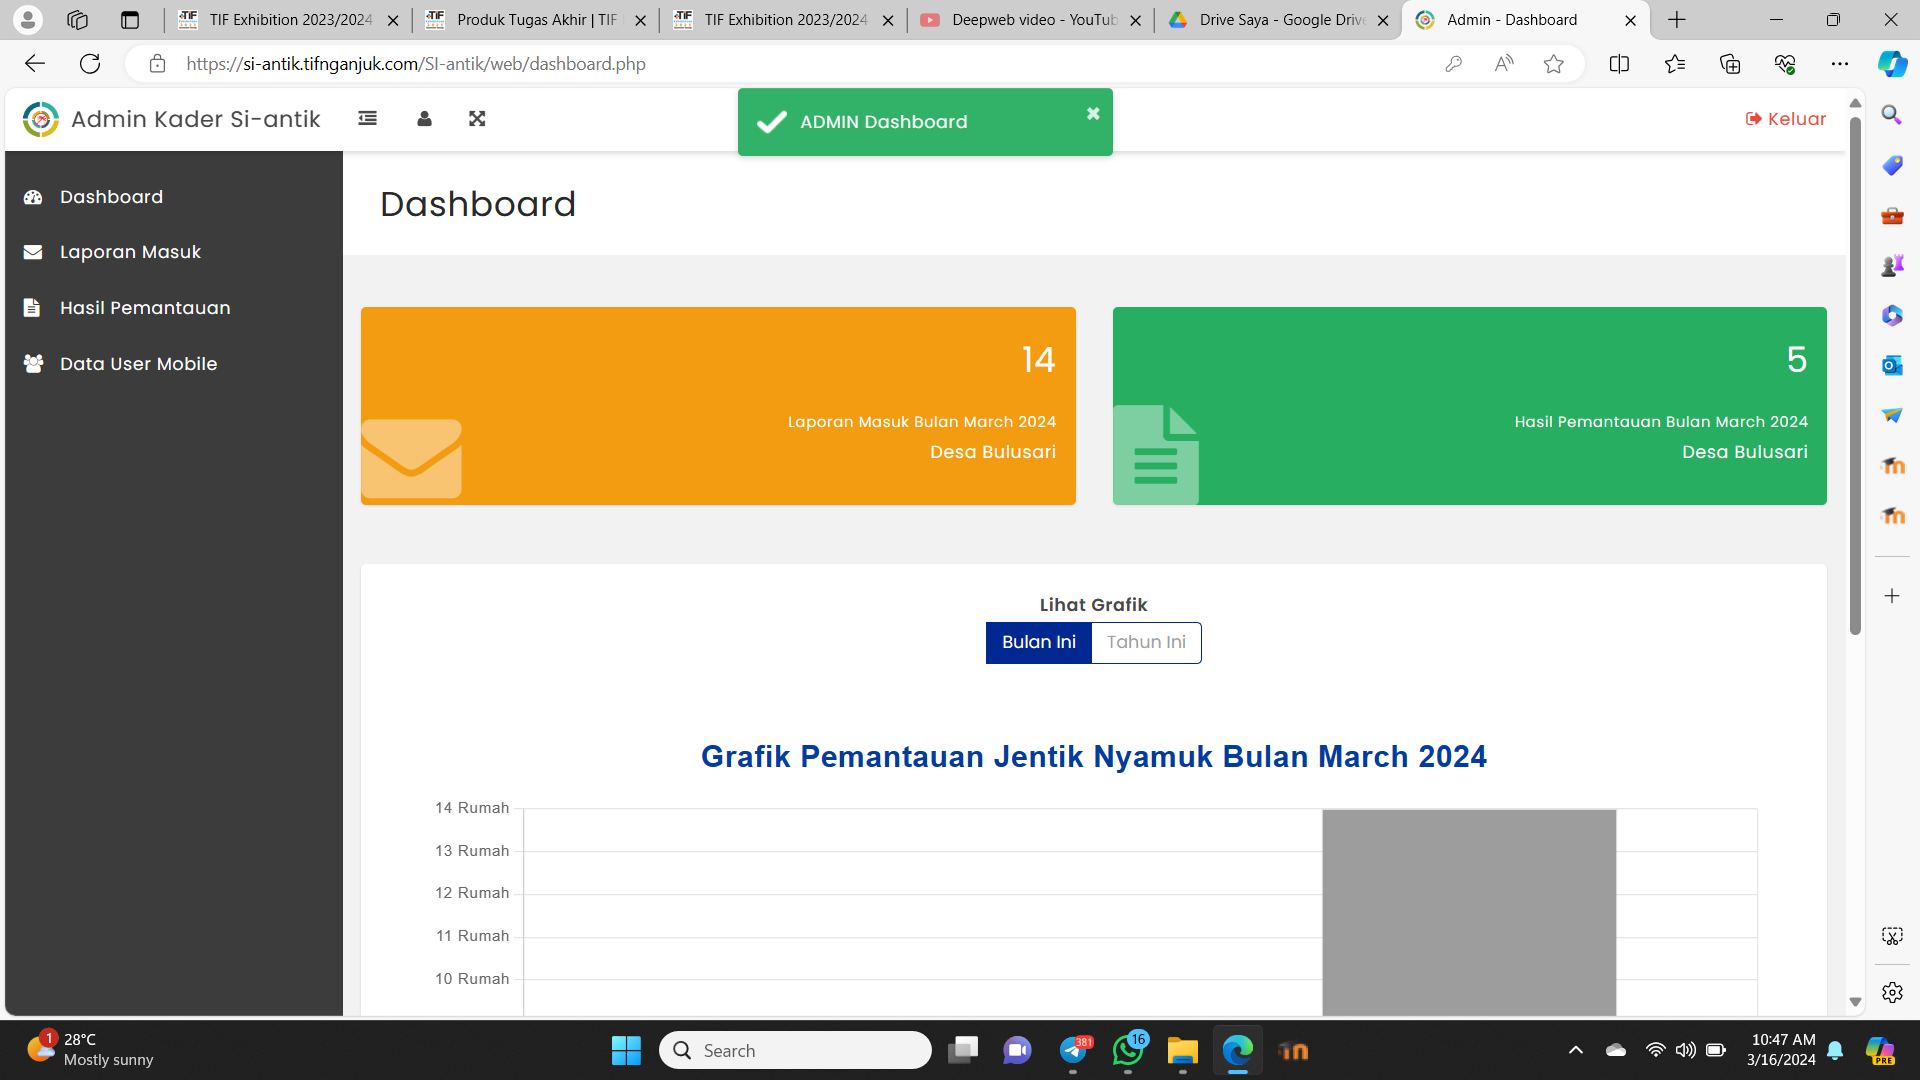 TIF Exhibition 2023/2024
Produk Tugas Akhir | TIF
TIF Exhibition 2023/2024
Deepweb video - YouTub
Drive Saya - Google Drive
Admin - Dashboard
https://si-antik.tifnganjuk.com/SI-antik/web/dashboard.php
Admin Kader Si-antik
ADMIN Dashboard
Keluar
Dashboard
Laporan Masuk
Hasil Pemantauan
Data User Mobile
Dashboard
14
Laporan Masuk Bulan March 2024
Desa Bulusari
5
Hasil Pemantauan Bulan March 2024
Desa Bulusari
Lihat Grafik
Bulan Ini
Tahun Ini
Grafik Pemantauan Jentik Nyamuk Bulan March 2024
14 Rumah
13 Rumah
12 Rumah
11 Rumah
10 Rumah
1
28°C
Mostly sunny
Search
381
16
10:47 AM
3/16/2024
PRE